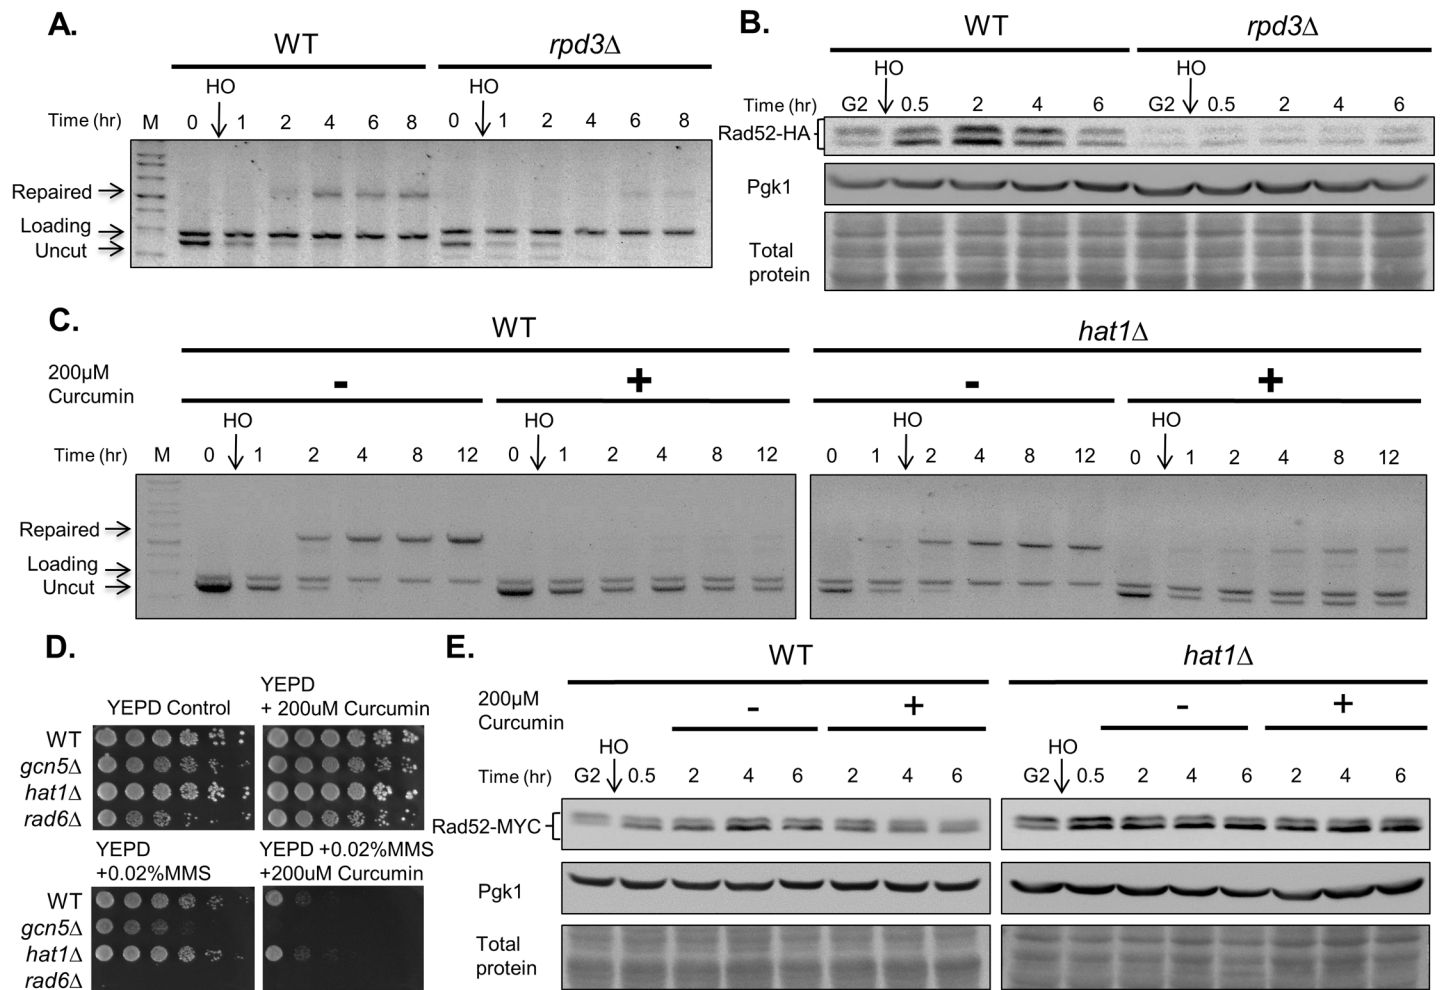 A.
WT rpd3Δ
HO HO
Time (hr) M 0 1 2 4 6 8 0 1 2 4 6 8
Repaired
Loading
Uncut
B.
WT rpd3Δ
HO HO
Time (hr) G2 0.5 2 4 6 G2 0.5 2 4 6
Rad52-HA
Pgk1
Total
protein
C.
WT hat1Δ
200µM
Curcumin
- + - +
HO HO HO HO
Time (hr) M 0 1 2 4 8 12 0 1 2 4 8 12 0 1 2 4 8 12 0 1 2 4 8 12
Repaired
Loading
Uncut
D.
YEPD Control
YEPD
+ 200uM Curcumin
WT
gcn5Δ
hat1Δ
rad6Δ
YEPD
+0.02%MMS
YEPD +0.02%MMS
+200uM Curcumin
WT
gcn5Δ
hat1Δ
rad6Δ
E.
WT hat1Δ
200µM
Curcumin
- + - +
HO HO
Time (hr) G2 0.5 2 4 6 2 4 6 G2 0.5 2 4 6 2 4 6
Rad52-MYC
Pgk1
Total
protein